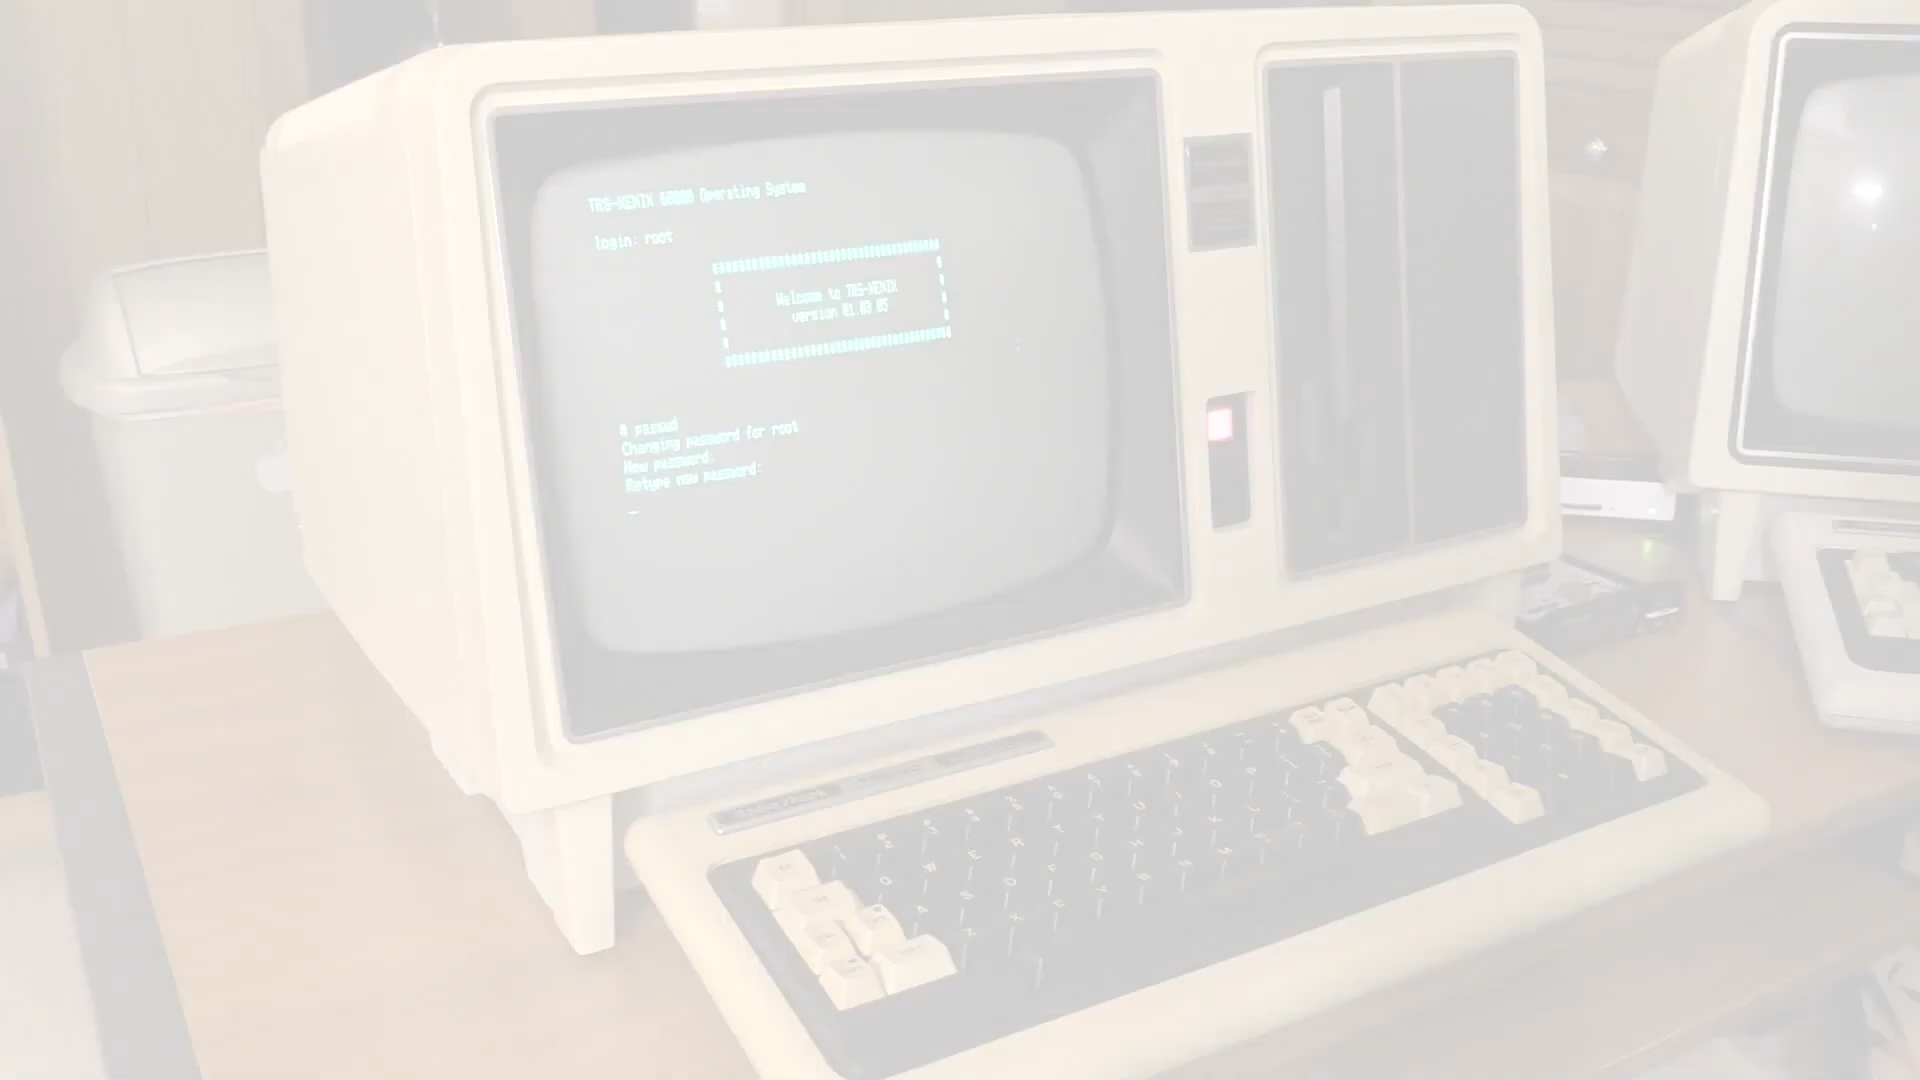 TRS-XENIX 68000 Operating System
login: root
Welcome to TRS-XENIX
version 01.03.05
# passwd
Changing password for root
New password:
Retype new password:
_